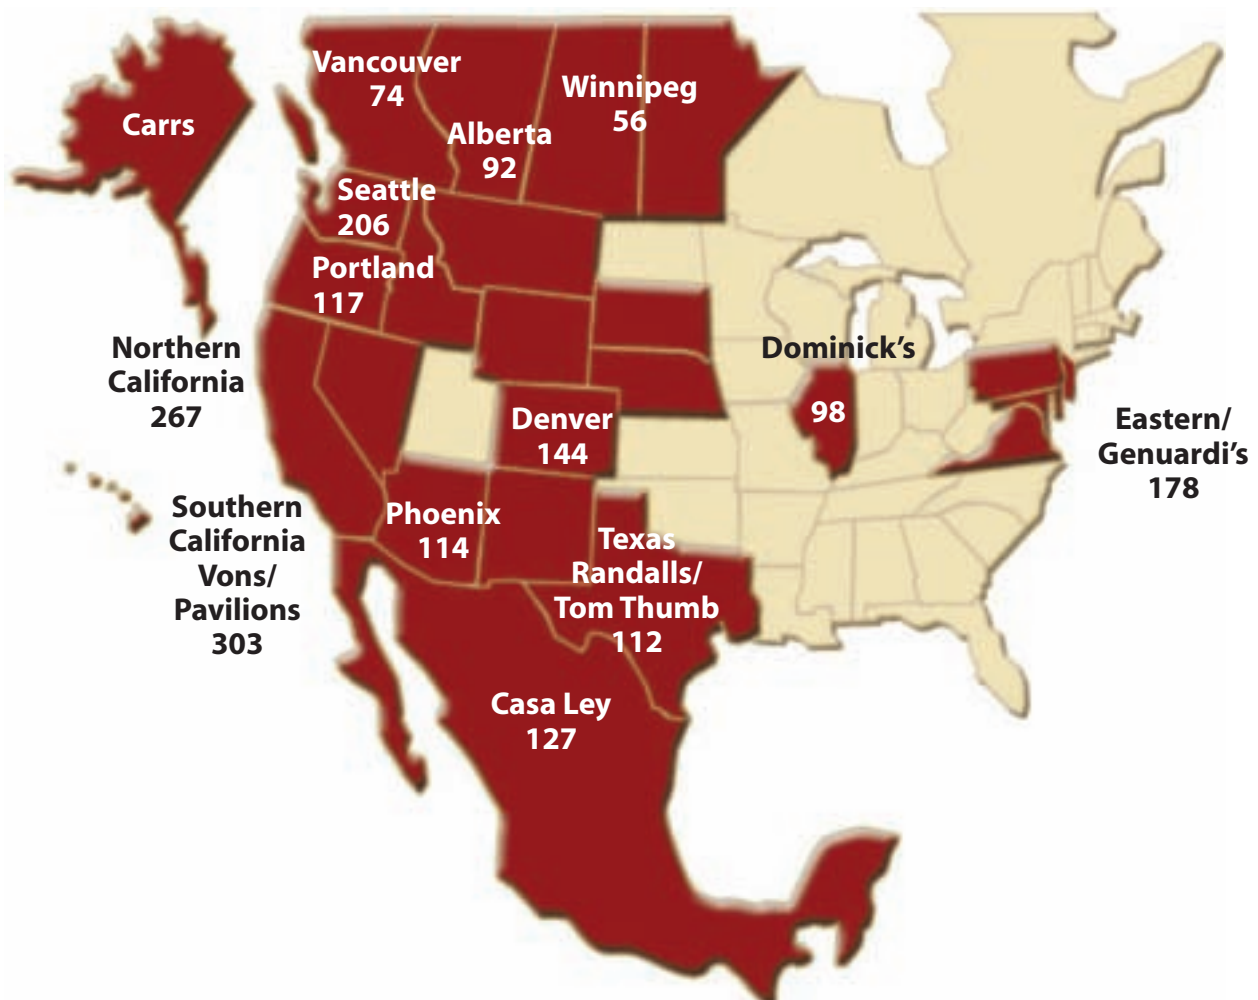 Vancouver
74
Winnipeg
56
Carrs
Alberta
92
Seattle
206
Portland
117
Northern
California
267
Dominick’s
98
Denver
144
Eastern/
Genuardi’s
178
Southern
California
Vons/
Pavilions
303
Phoenix
114
Texas
Randalls/
Tom Thumb
112
Casa Ley
127